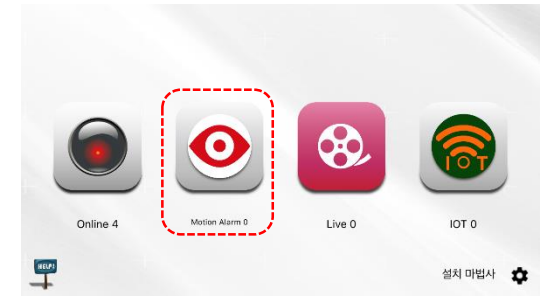 IOT
Online 4
Motion Alarm 0
Live 0
IOT 0
HELP!
설치 마법사